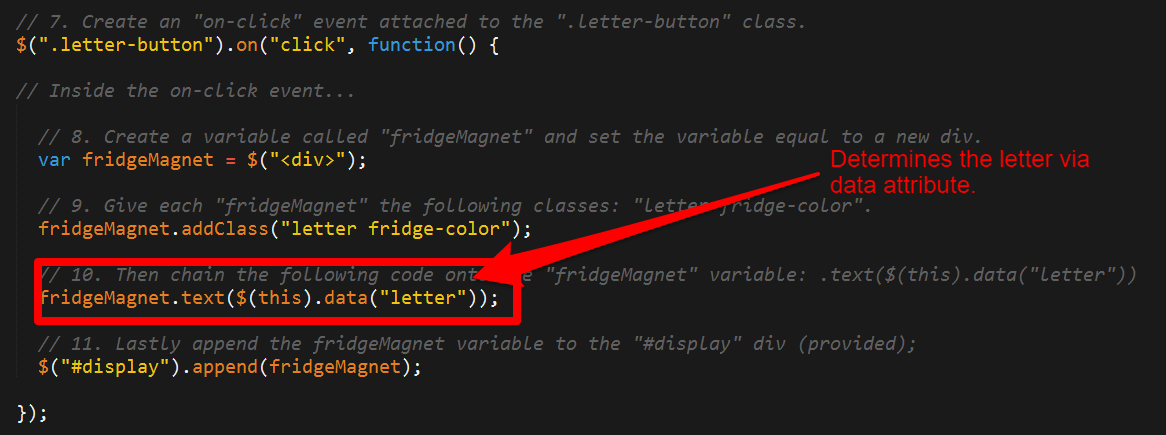 // 7. Create an "on-click" event attached to the ".letter-button" class.
$(".letter-button").on("click", function() {
// Inside the on-click event...
// 8. Create a variable called "fridgeMagnet" and set the variable equal to a new div.
var fridgeMagnet = $("<div>");
Determines the letter via
data attribute.
// 9. Give each "fridgeMagnet" the following classes: "letter fridge-color".
fridgeMagnet.addClass("letter fridge-color");
// 10. Then chain the following code "fridgeMagnet" variable: .text($(this).data("letter"))
fridgeMagnet.text($(this).data("letter"));
// 11. Lastly append the fridgeMagnet variable to the "#display" div (provided);
$("#display").append(fridgeMagnet);
});